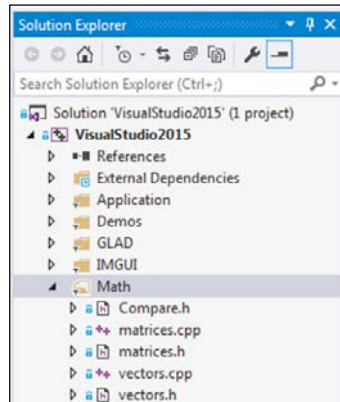 Solution Explorer
Search Solution Explorer (Ctrl+;)
Solution 'VisualStudio2015' (1 project)
VisualStudio2015
References
External Dependencies
Application
Demos
GLAD
IMGUI
Math
Compare.h
matrices.cpp
matrices.h
vectors.cpp
vectors.h